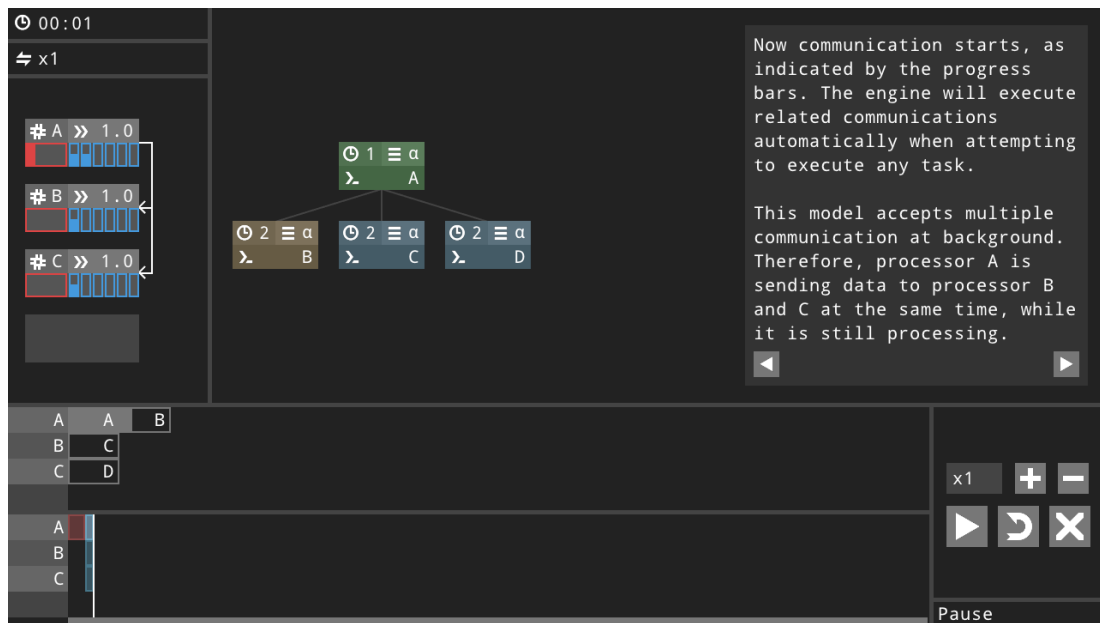 00:01
x1
A 1.0
B 1.0
C 1.0
1 α
A
2 α
B
2 α
C
2 α
D
Now communication starts, as
indicated by the progress
bars. The engine will execute
related communications
automatically when attempting
to execute any task.
This model accepts multiple
communication at background.
Therefore, processor A is
sending data to processor B
and C at the same time, while
it is still processing.
A A B
B C
C D
A
B
C
x1
Pause